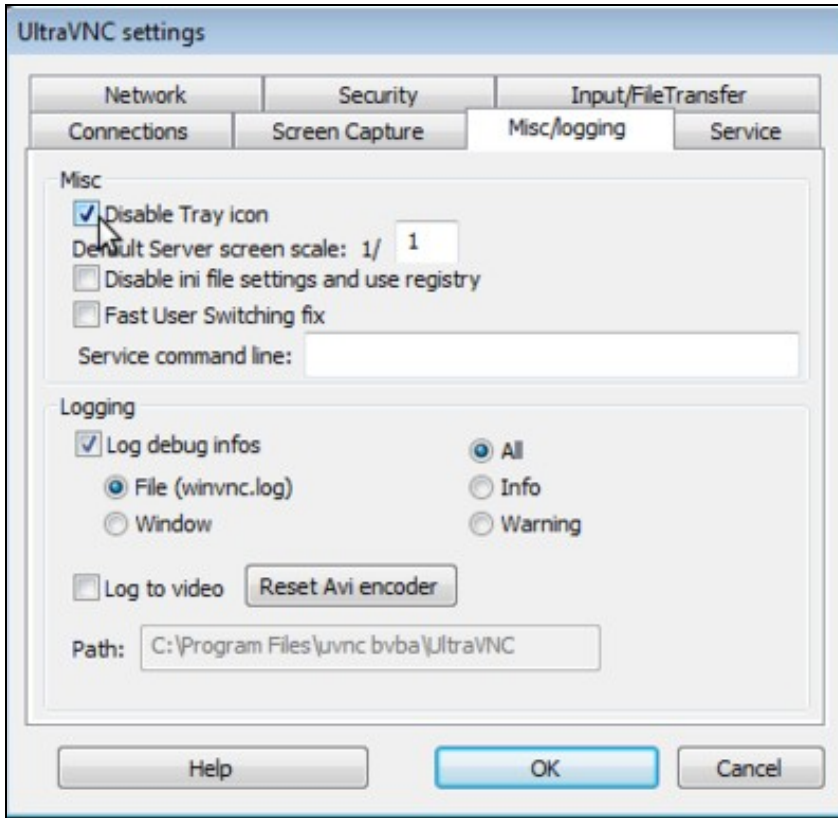 UltraVNC settings
Network Security Input/FileTransfer
Connections Screen Capture Misc/logging Service
Misc
Disable Tray icon
Default Server screen scale: 1/ 1
Disable ini file settings and use registry
Fast User Switching fix
Service command line:
Logging
Log debug infos All
File (winvnc.log) Info
Window Warning
Log to video Reset Avi encoder
Path: C:\Program Files\uvnc bvba\UltraVNC
Help OK Cancel